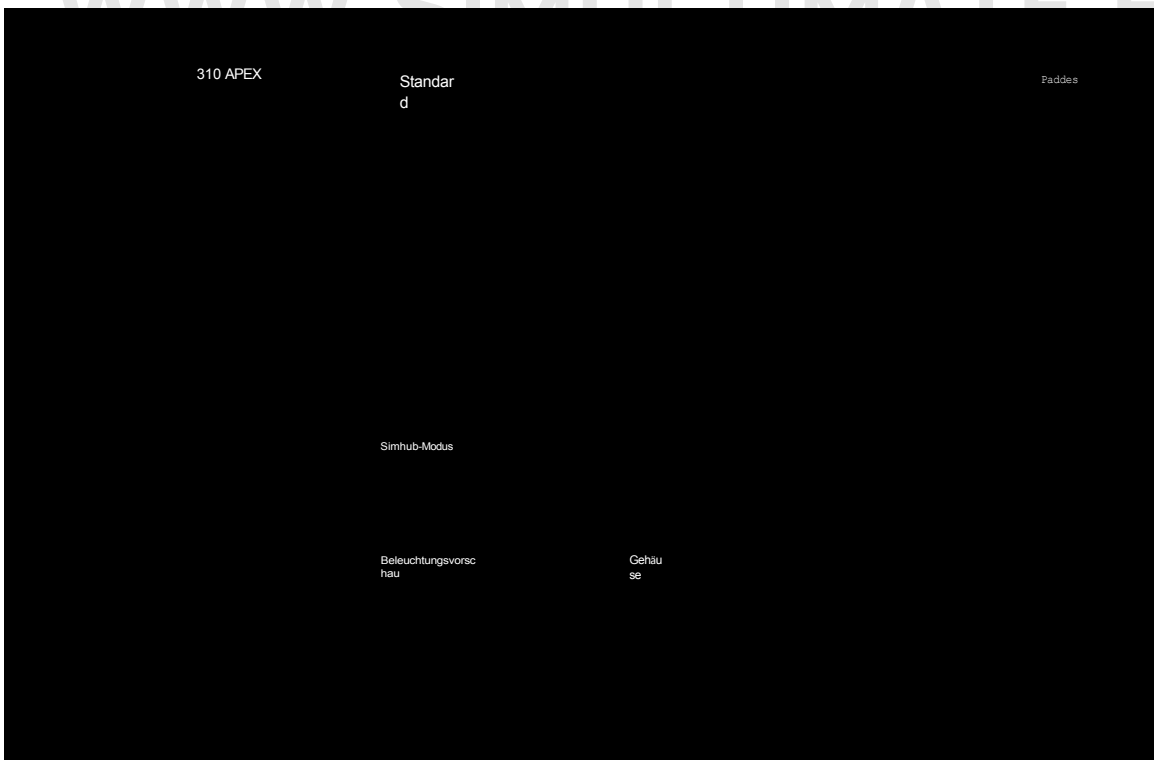 310 APEX
Standar
d
Paddes
Simhub-Modus
Beleuchtungsvorsc
hau
Gehäu
se